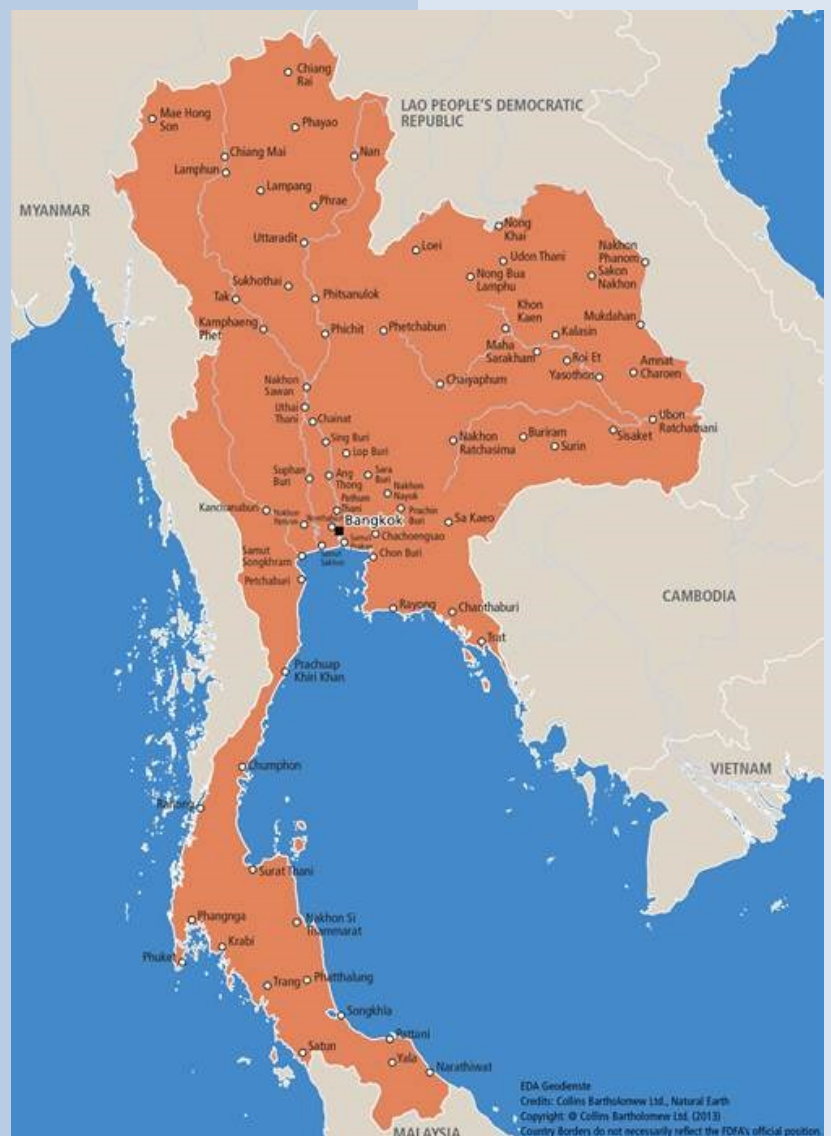 Chiang
Rai
Mae Hong
Son
LAO PEOPLE'S DEMOCRATIC
REPUBLIC
Phayao
Chiang Mai
Nan
Lamphun
Lampang
Phrae
MYANMAR
Uttaradit
Nong
Khai
Loei
Udon Thani
Nakhon
Phanom
Sakon
Nakhon
Nong Bua
Lamphu
Sukhothai
Tak
Phitsanulok
Khon
Kaen
Mukdahan
Kamphaeng
Phet
Phichit
Phetchabun
Kalasin
Maha
Sarakham
Roi Et
Yasothon
Amnat
Charoen
Chaiyaphum
Nakhon
Sawan
Uthai
Thani
Chainat
Ubon
Ratchathani
Sing Buri
Lop Buri
Nakhon
Ratchasima
Buriram
Surin
Sisaket
Suphan
Buri
Ang
Thong
Sara
Buri
Nakhon
Nayok
Pathum
Thani
Kanchanaburi
Nakhon
Prachin
Buri
Bangkok
Sa Kaeo
Samut
Chachoengsao
Samut
Songkhram
Samut
Sakhon
Chon Buri
Petchaburi
Rayong
Chanthaburi
CAMBODIA
Trat
Prachuap
Khiri Khan
Chumphon
VIETNAM
Ranong
Surat Thani
Phangnga
Nakhon Si
Thammarat
Krabi
Phuket
Trang
Phatthalung
Songkhla
Pattani
Satun
Yala
Narathiwat
MALAYSIA
EDA Geodienste
Credits: Collins Bartholomew Ltd., Natural Earth
Copyright: © Collins Bartholomew Ltd. (2013)
Country Borders do not necessarily reflect the FDFA's official position.